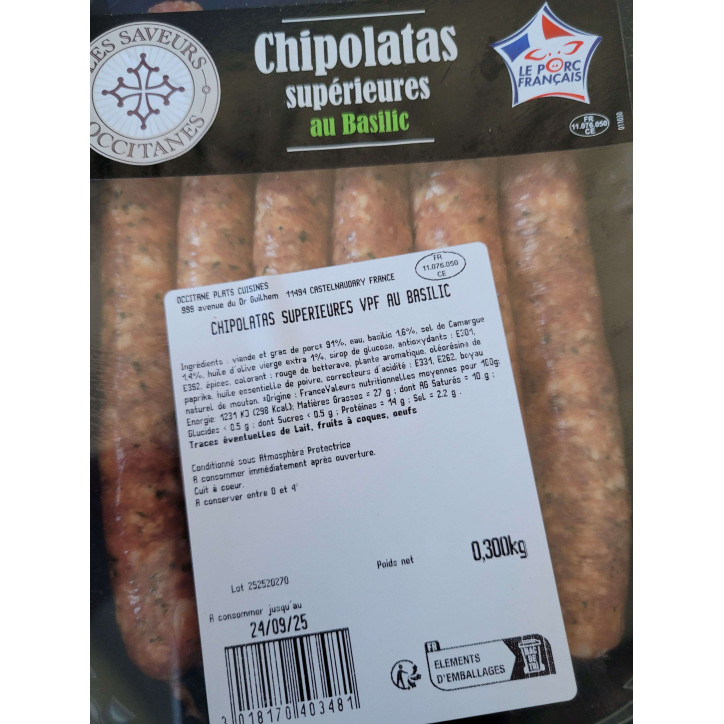 LES SAVEURS
OCCITANES
Chipolatas
supérieures
au Basilic
LE PORC
FRANÇAIS
FR
11.076.050
CE
011030
OCCITANE PLATS CUISINES
999 avenue du Dr Guilhem 11494 CASTELNAUDARY FRANCE
FR
11.076.050
CE
CHIPOLATAS SUPERIEURES VPF AU BASILIC
Ingrédients : viande et gras de porc* 91%, eau, basilic 1.6%, sel de Camargue
1.4%, huile d'olive vierge extra 1%, sirop de glucose, antioxydants : E301,
E392, épices, colorant : rouge de betterave, plante aromatique, oléorésine de
paprika, huile essentielle de poivre, correcteurs d'acidité : E331, E262, boyau
naturel de mouton. *Origine : FranceValeurs nutritionnelles moyennes pour 100g:
Energie 1231 KJ (298 Kcal); Matières Grasses = 27 g ; dont AG Saturés = 10 g ;
Glucides < 0.5 g ; dont Sucres < 0.5 g ; Protéines = 14 g ; Sel = 2.2 g .
Traces éventuelles de Lait, fruits à coques, oeufs
Conditionné sous Atmosphère Protectrice
A consommer immédiatement après ouverture.
Cuit à coeur.
A conserver entre 0 et 4°
Poids net
0,300kg
Lot 252520270
A consommer jusqu'au
24/09/25
3 018170 403481
FR
ELEMENTS
D'EMBALLAGES
BAC
DE
TRI